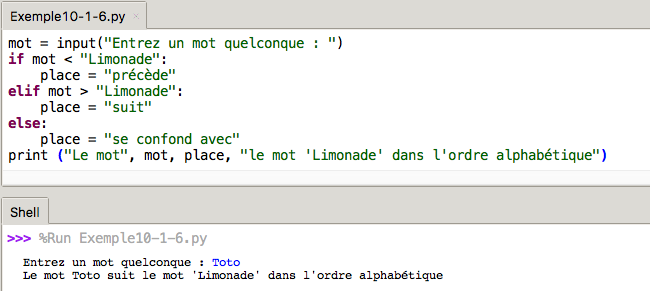 Exemple10-1-6.py
mot = input("Entrez un mot quelconque : ")
if mot < "Limonade":
    place = "précède"
elif mot > "Limonade":
    place = "suit"
else:
    place = "se confond avec"
print ("Le mot", mot, place, "le mot 'Limonade' dans l'ordre alphabétique")
Shell
>>> %Run Exemple10-1-6.py
Entrez un mot quelconque : Toto
Le mot Toto suit le mot 'Limonade' dans l'ordre alphabétique